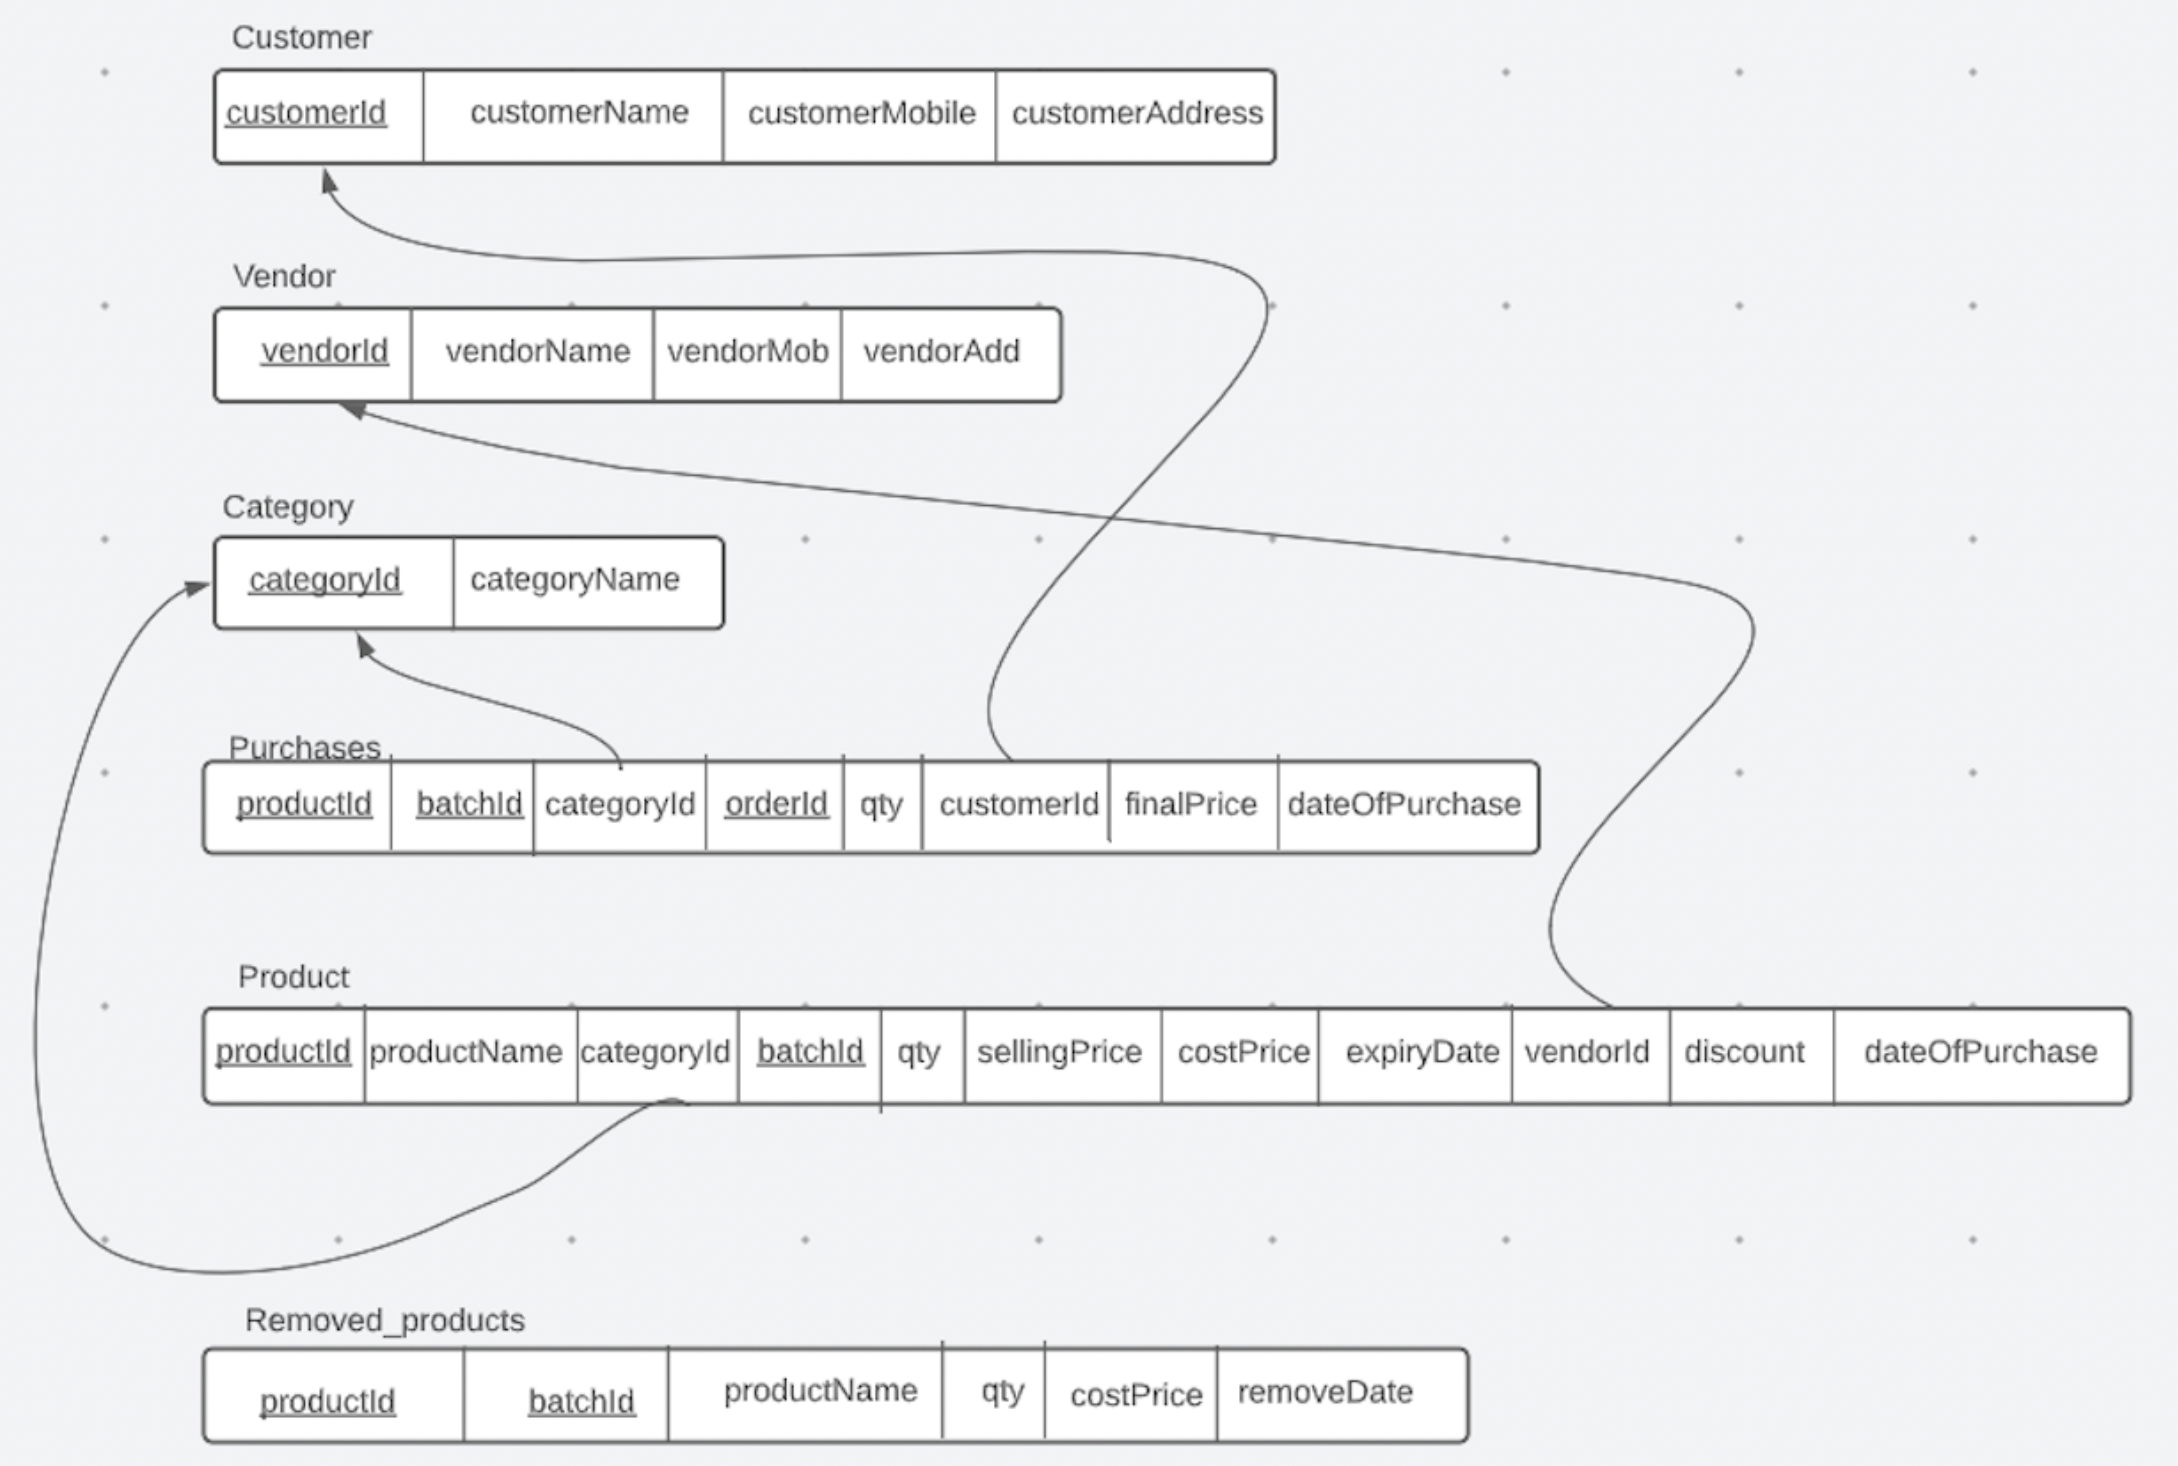 Customer
customerId customerName customerMobile customerAddress
Vendor
vendorId vendorName vendorMob vendorAdd
Category
categoryId categoryName
Purchases
productId batchId categoryId orderId qty customerId finalPrice dateOfPurchase
Product
productId productName categoryId batchId qty sellingPrice costPrice expiryDate vendorId discount dateOfPurchase
Removed_products
productId batchId productName qty costPrice removeDate